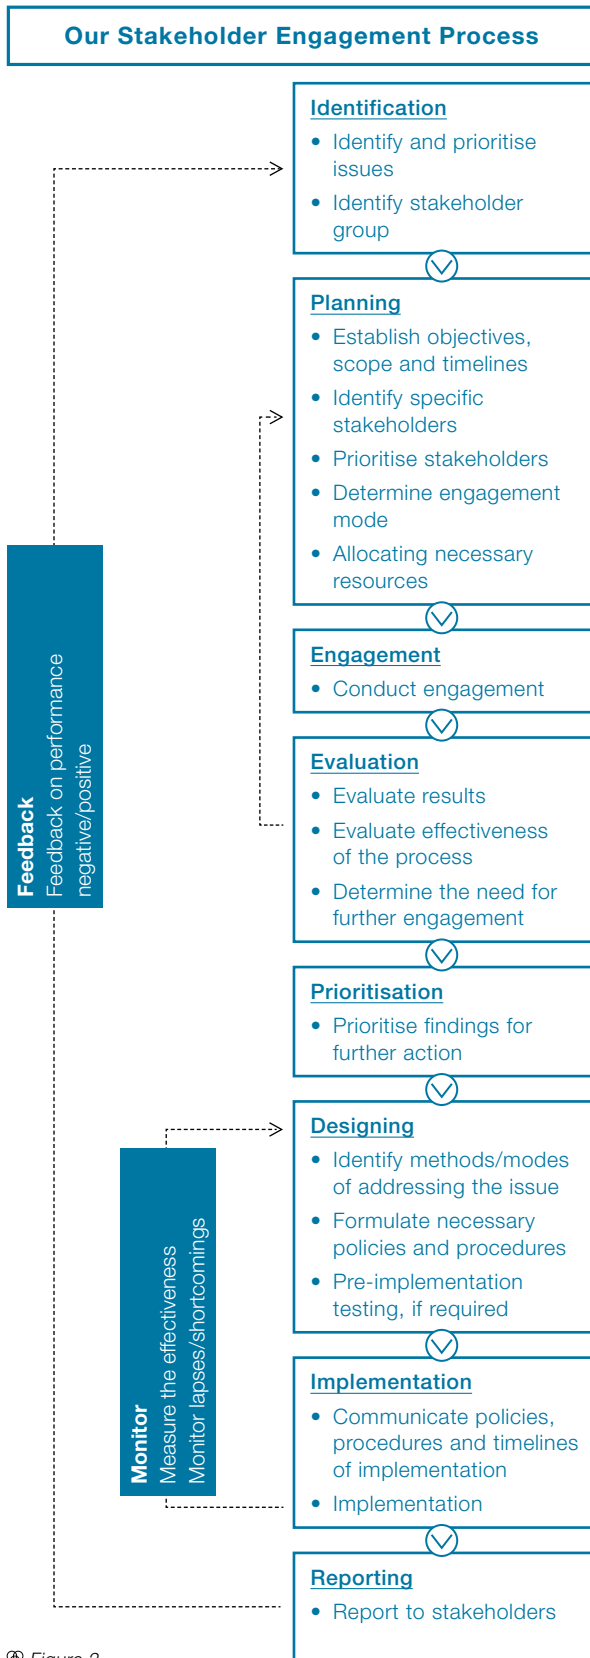 Our Stakeholder Engagement Process
Identification
• Identify and prioritise
issues
• Identify stakeholder
group
Planning
• Establish objectives,
scope and timelines
• Identify specific
stakeholders
• Prioritise stakeholders
• Determine engagement
mode
• Allocating necessary
resources
Engagement
• Conduct engagement
Evaluation
• Evaluate results
• Evaluate effectiveness
of the process
• Determine the need for
further engagement
Prioritisation
• Prioritise findings for
further action
Designing
• Identify methods/modes
of addressing the issue
• Formulate necessary
policies and procedures
• Pre-implementation
testing, if required
Implementation
• Communicate policies,
procedures and timelines
of implementation
• Implementation
Reporting
• Report to stakeholders
Feedback
Feedback on performance
negative/positive
Monitor
Measure the effectiveness
Monitor lapses/shortcomings
Figure 2